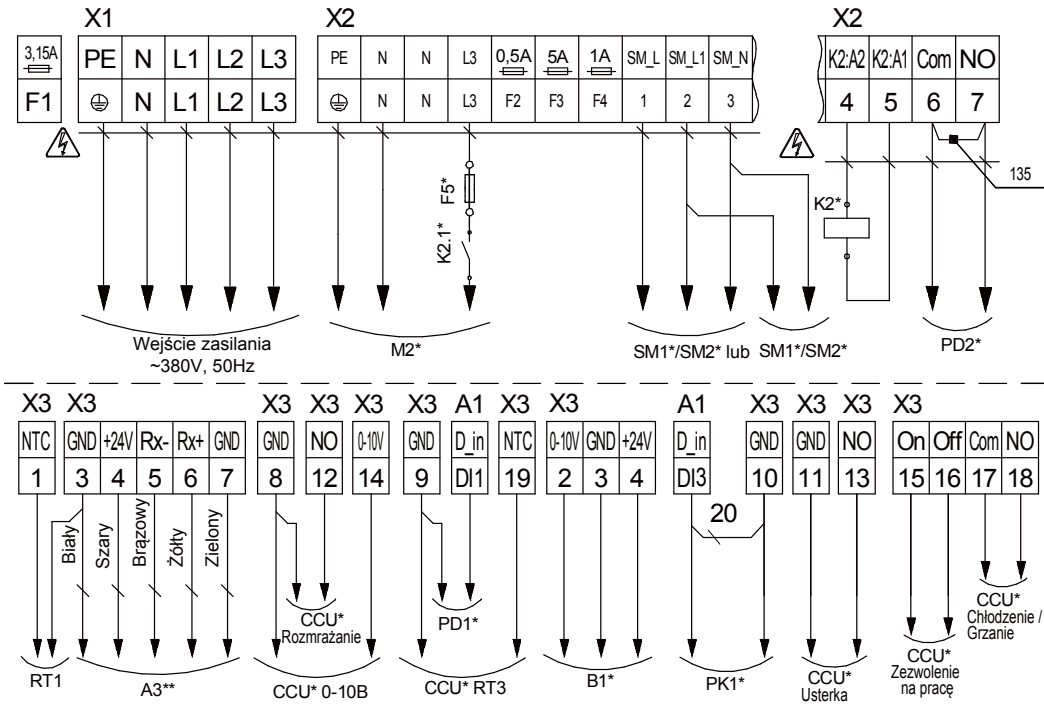 X1 X2 X2
3,15A PE N L1 L2 L3 PE N N L3 0,5A 5A 1A SM_L SM_L1 SM_N K2:A2 K2:A1 Com NO
F1 N L1 L2 L3 N N L3 F2 F3 F4 1 2 3 4 5 6 7
135
F5*
K2.1*
K2*
Wejście zasilania
~380V, 50Hz
M2*
SM1*/SM2* lub SM1*/SM2*
PD2*
X3 X3 X3 X3 X3 X3 A1 X3 X3 A1 X3 X3 X3 X3
NTC GND +24V Rx- Rx+ GND GND NO 0-10V GND D_in NTC 0-10V GND +24V D_in GND GND NO On Off Com NO
1 3 4 5 6 7 8 12 14 9 DI1 19 2 3 4 DI3 10 11 13 15 16 17 18
20
Biały
Szary
Brązowy
Żółty
Zielony
CCU*
Rozmrażanie
PD1*
CCU*
Chłodzenie /
Grzanie
RT1
A3**
CCU* 0-10B
CCU* RT3
B1*
PK1*
CCU*
Usterka
CCU*
Zezwolenie
na pracę